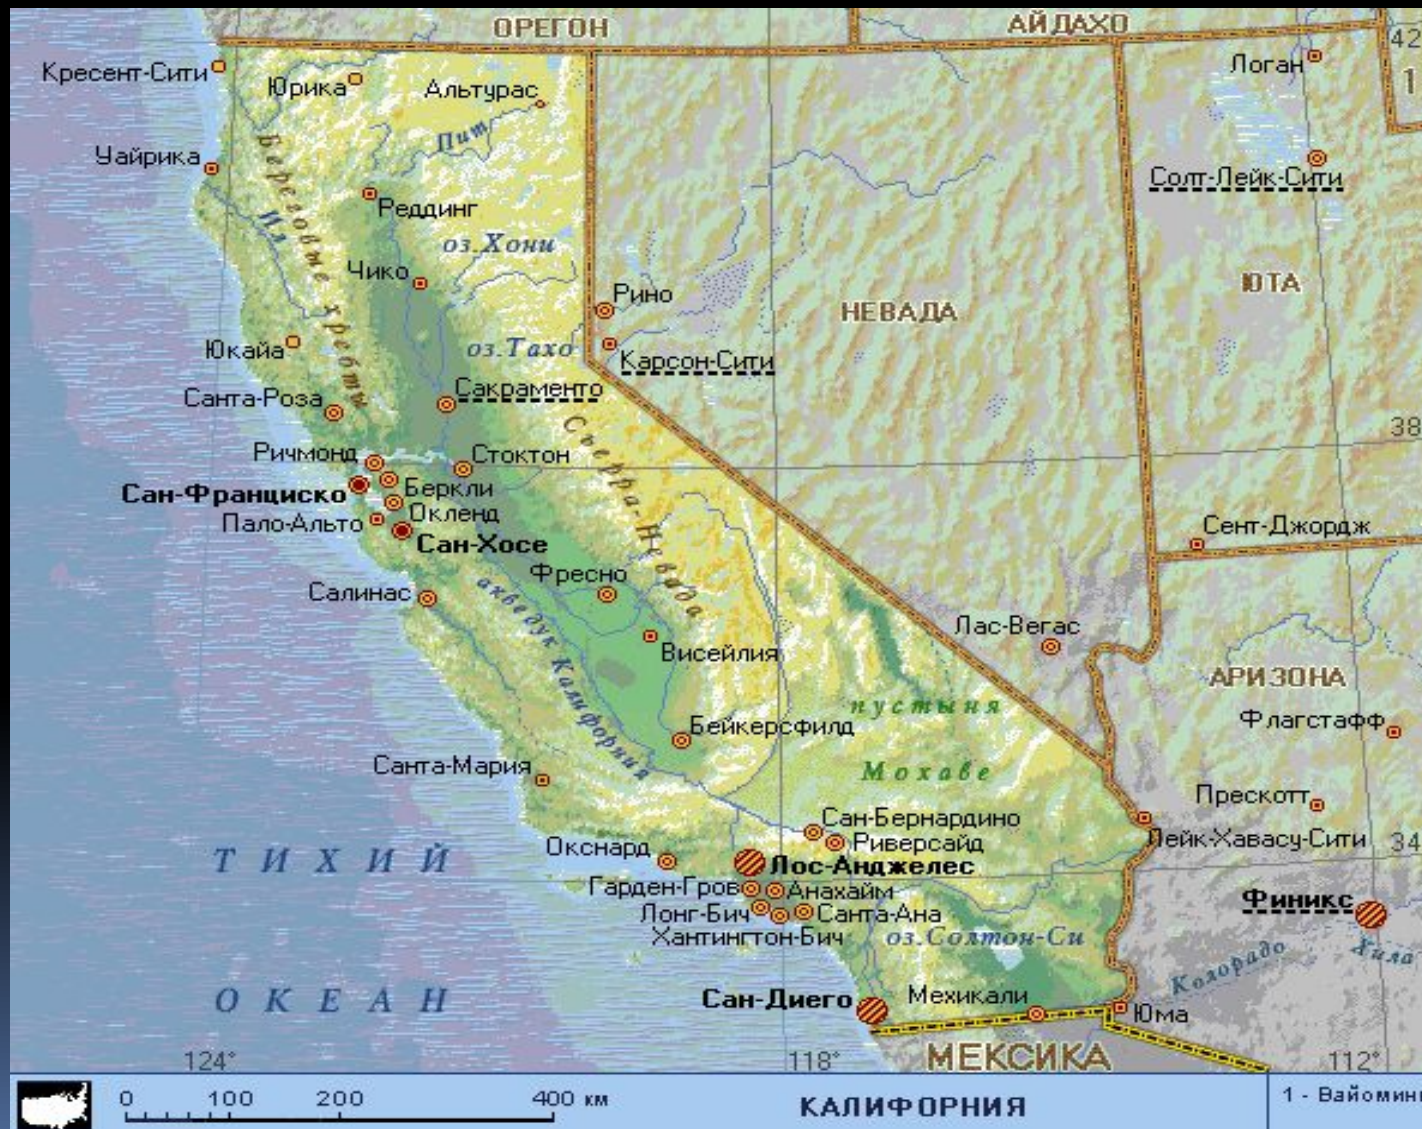 ОРЕГОН
АЙДАХО
42
Кресент-Сити
Юрика
Альтурас
Логан
1
Пит
Уайрика
Береговые хребты
Солт-Лейк-Сити
Реддинг
Ил
оз.Хони
Чико
ЮТА
Рино
НЕВАДА
Юкайа
оз.Тахо
Карсон-Сити
Санта-Роза
Сакраменто
Сьерра-Невада
38
Ричмонд
Стоктон
Сан-Франциско
Беркли
Пало-Альто
Окленд
Сент-Джордж
Сан-Хосе
Фресно
акведук Калифорния
Салинас
Лас-Вегас
Висейлия
АРИЗОНА
пустыня
Мохаве
Флагстафф
Бейкерсфилд
Санта-Мария
Прескотт
Сан-Бернардино
Лейк-Хавасу-Сити
34
Окснард
Риверсайд
ТИХИЙ
ОКЕАН
Лос-Анджелес
Гарден-Гров
Анахайм
Финикс
Лонг-Бич
Санта-Ана
Хантингтон-Бич
оз.Солтон-Си
Колорадо
Хила
Сан-Диего
Мехикали
Юма
124°
118°
МЕКСИКА
112°
0 100 200 400 км
КАЛИФОРНИЯ
1 - Вайоминг